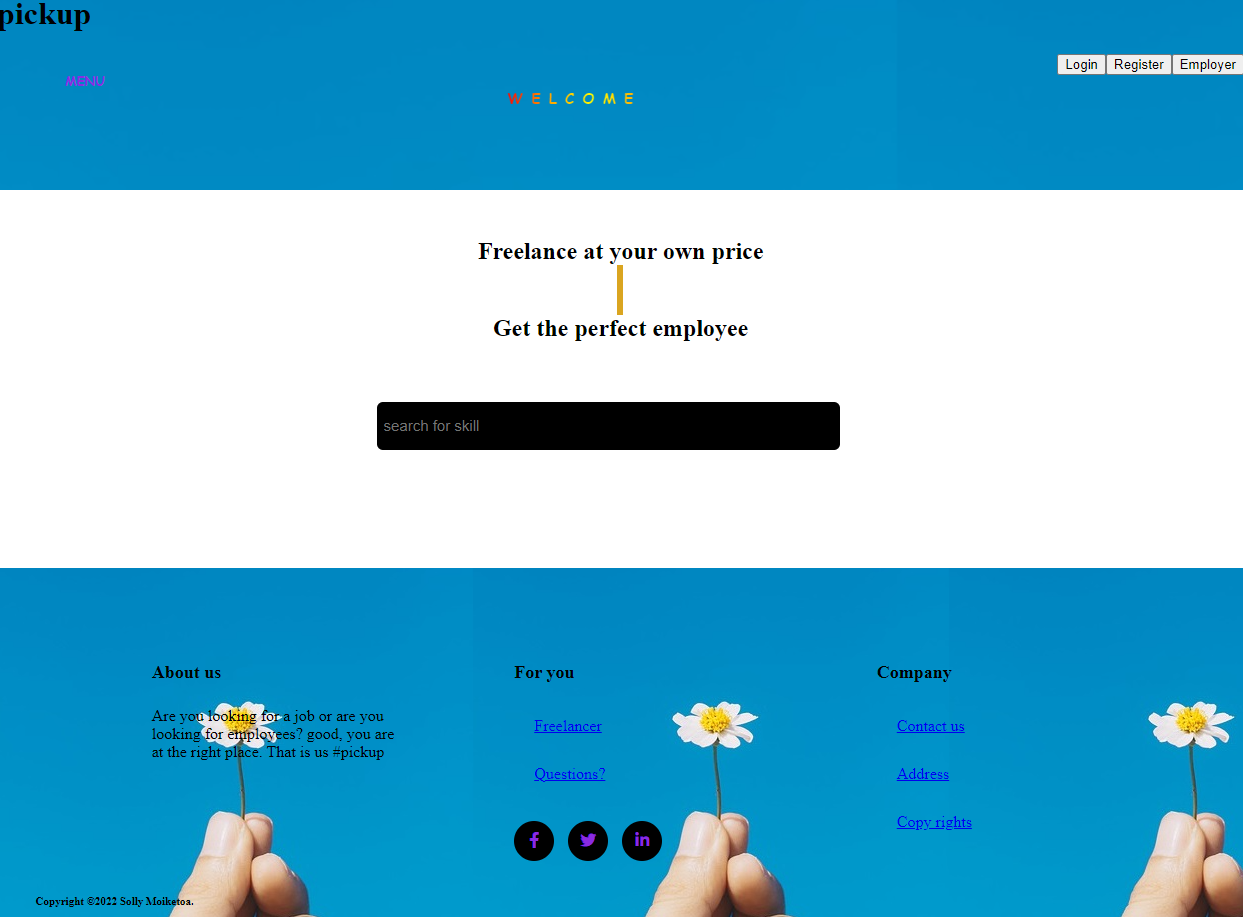 pickup
Login Register Employer
MENU
W E L C O M E
Freelance at your own price
Get the perfect employee
search for skill
About us
Are you looking for a job or are you
looking for employees? good, you are
at the right place. That is us #pickup
For you
Freelancer
Questions?
Company
Contact us
Address
Copy rights
Copyright ©2022 Solly Moiketoa.